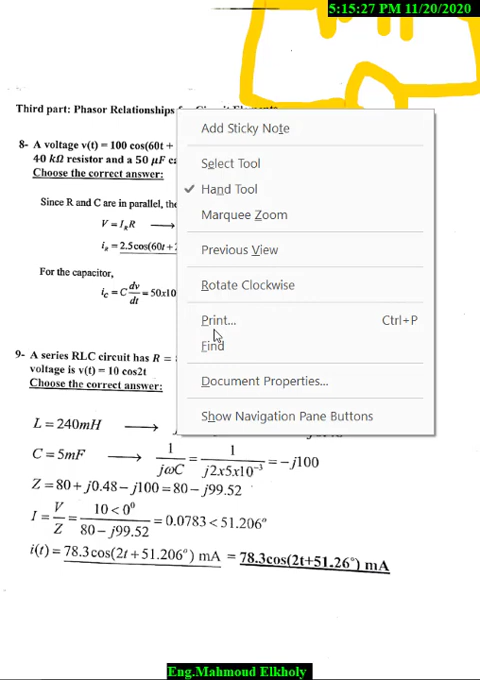 5:15:27 PM 11/20/2020
Third part: Phasor Relationships
8- A voltage v(t) = 100 cos(60t +
40 kΩ resistor and a 50 μF
Choose the correct answer:
Since R and C are in parallel,
V = I_R R ⟶
i_R = 2.5cos(60t +
For the capacitor,
i_C = C dv/dt = 50x10
9- A series RLC circuit has R =
voltage is v(t) = 10 cos2t
Choose the correct answer:
Add Sticky Note
Select Tool
✓ Hand Tool
Marquee Zoom
Previous View
Rotate Clockwise
Print... Ctrl+P
Find
Document Properties...
Show Navigation Pane Buttons
L = 240mH ⟶
C = 5mF ⟶ 1/jωC = 1/j2x5x10⁻³ = −j100
Z = 80 + j0.48 − j100 = 80 − j99.52
I = V/Z = 10 < 0⁰/80 − j99.52 = 0.0783 < 51.206°
i(t) = 78.3cos(2t + 51.206°) mA = 78.3cos(2t+51.26°) mA
Eng.Mahmoud Elkholy